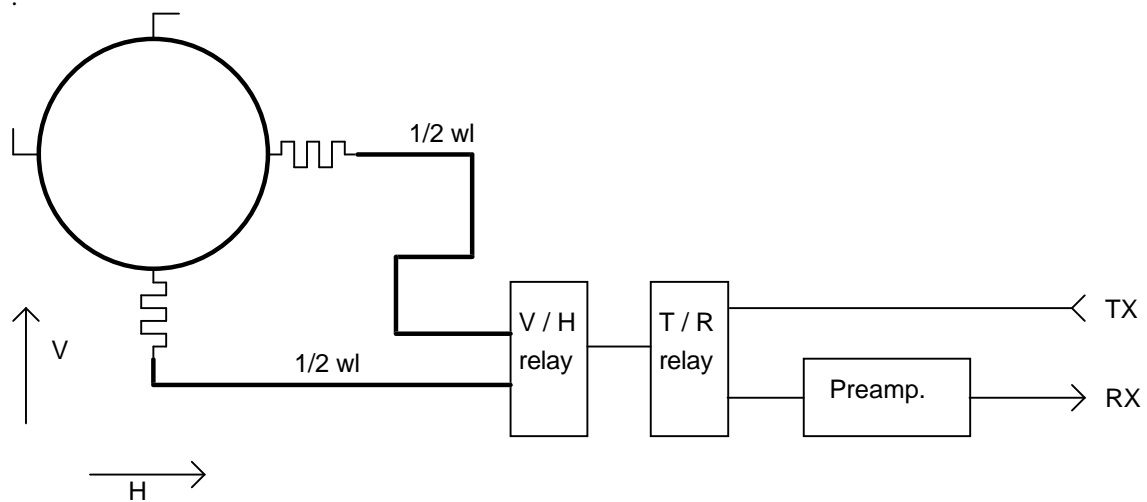 1/2 wl
V / H
relay
T / R
relay
TX
V
1/2 wl
Preamp.
RX
H